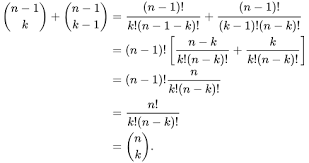 \binom{n-1}{k} + \binom{n-1}{k-1} = \frac{(n-1)!}{k!(n-1-k)!} + \frac{(n-1)!}{(k-1)!(n-k)!}
= (n-1)! \left[ \frac{n-k}{k!(n-k)!} + \frac{k}{k!(n-k)!} \right]
= (n-1)! \frac{n}{k!(n-k)!}
= \frac{n!}{k!(n-k)!}
= \binom{n}{k}.